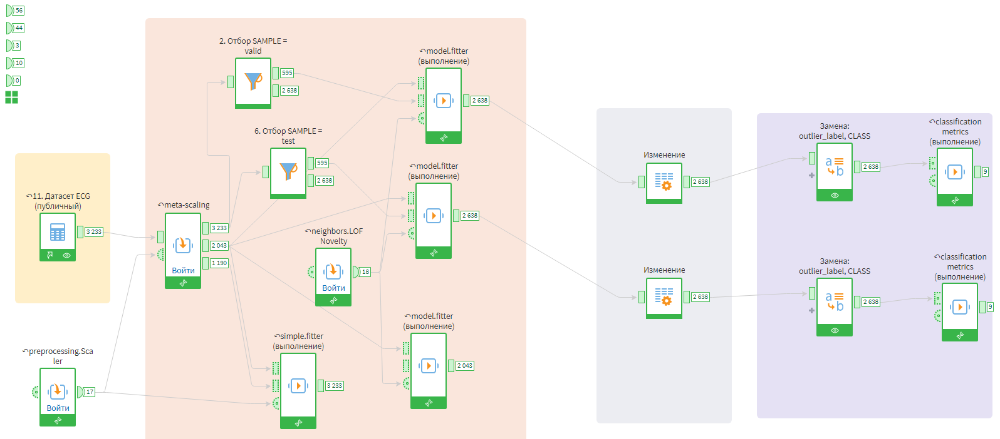 56
44
3
10
0
2. Отбор SAMPLE =
valid
595
2 638
6. Отбор SAMPLE =
test
595
2 638
11. Датасет ECG
(публичный)
3 233
meta-scaling
3 233
2 043
1 190
Войти
preprocessing.Sca
ler
17
Войти
neighbors.LOF
Novelty
18
Войти
simple.fitter
(выполнение)
3 233
model.fitter
(выполнение)
2 638
model.fitter
(выполнение)
2 638
model.fitter
(выполнение)
2 043
Изменение
2 638
Изменение
2 638
Замена:
outlier_label, CLASS
a
b
2 638
Замена:
outlier_label, CLASS
a
b
2 638
classification
metrics
(выполнение)
9
classification
metrics
(выполнение)
9